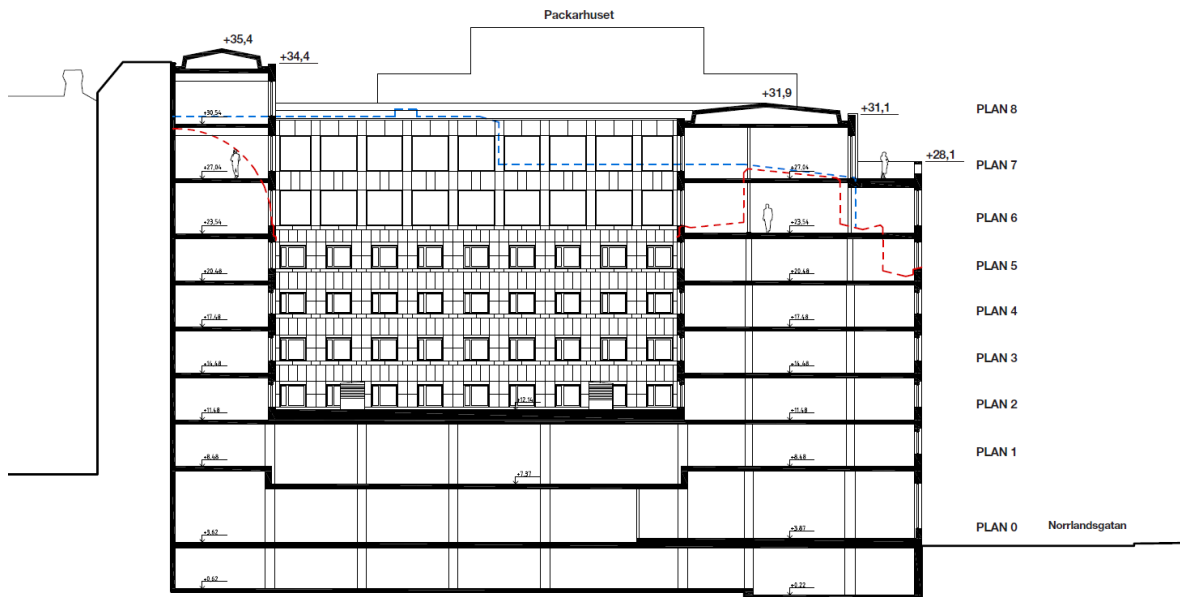 Packarhuset
+35,4
+34,4
+31,9
+31,1
PLAN 8
+30,54
+28,1
PLAN 7
+27,04
+27,04
PLAN 6
+23,54
+23,54
PLAN 5
+20,48
+20,48
PLAN 4
+17,48
+17,48
PLAN 3
+14,48
+14,48
PLAN 2
+12,14
+11,48
+11,48
PLAN 1
+8,48
+8,48
+7,37
PLAN 0
Norrlandsgatan
+3,62
+3,87
+0,62
+0,22